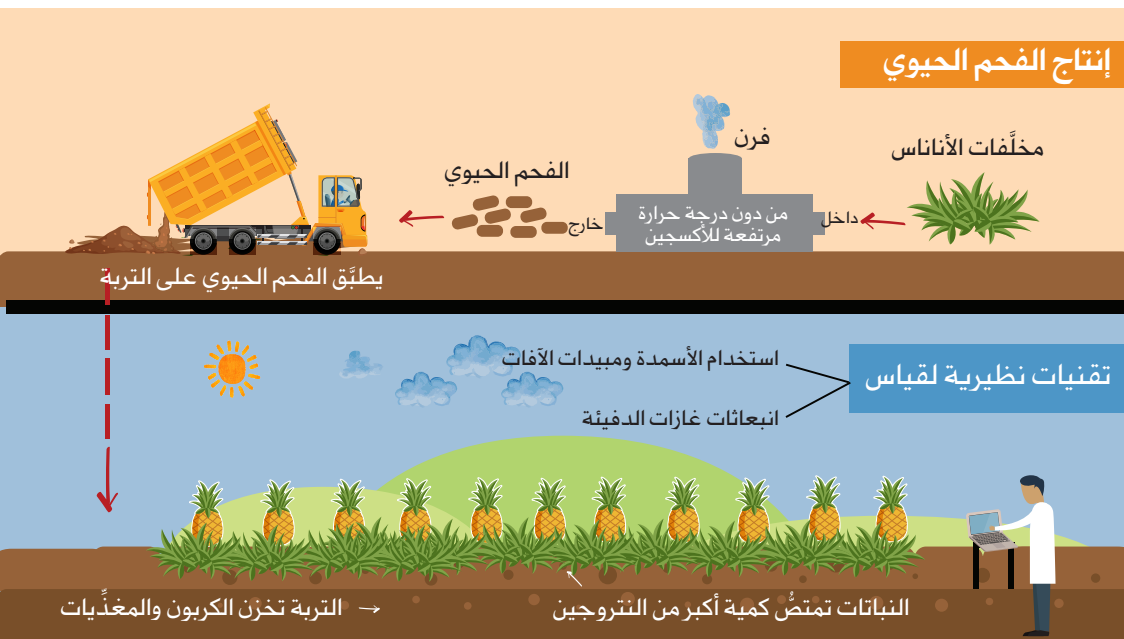 إنتاج الفحم الحيوي
مخلَّفات الأناناس
داخل
فرن
من دون درجة حرارة
مرتفعة للأكسجين
خارج
الفحم الحيوي
يطبَّق الفحم الحيوي على التربة
تقنيات نظيرية لقياس
استخدام الأسمدة ومبيدات الآفات
انبعاثات غازات الدفيئة
النباتات تمتصُّ كمية أكبر من النتروجين
→ التربة تخزن الكربون والمغذِّيات